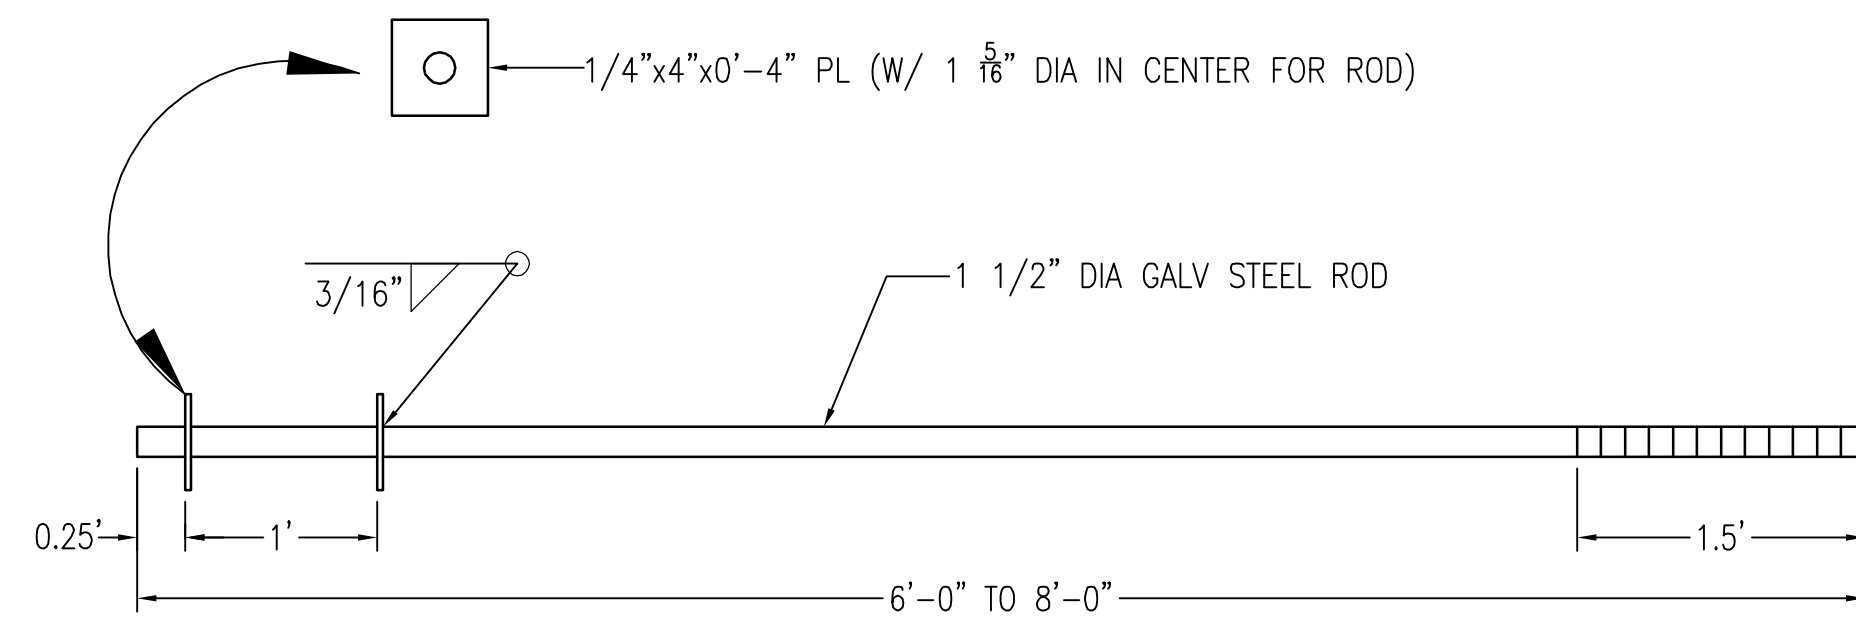 1/4"x4"x0'-4" PL (W/ 1 5/16" DIA IN CENTER FOR ROD)
3/16"
1 1/2" DIA GALV STEEL ROD
0.25'
1'
1.5'
6'-0" TO 8'-0"